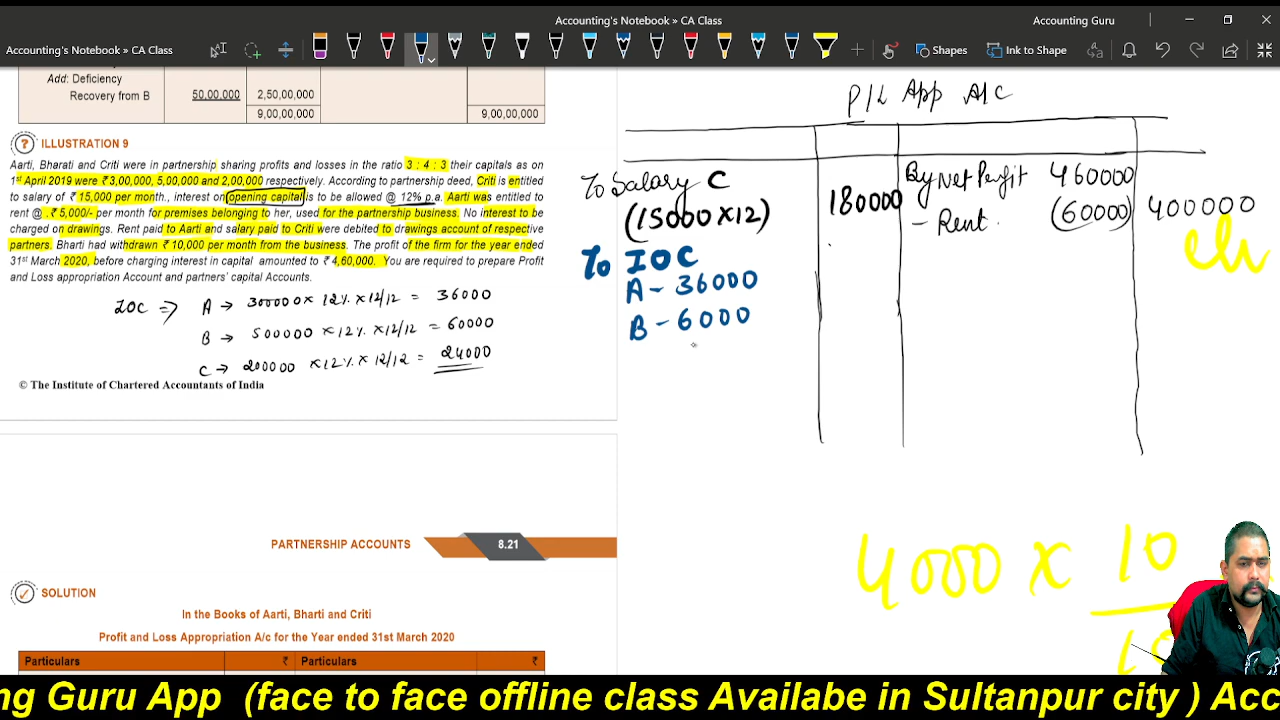 Accounting's Notebook » CA Class
Accounting Guru
Accounting's Notebook » CA Class
Shapes
Ink to Shape
Add: Deficiency
Recovery from B 50,00,000 2,50,00,000
9,00,00,000 9,00,00,000
? ILLUSTRATION 9
Aarti, Bharati and Criti were in partnership sharing profits and losses in the ratio 3 : 4 : 3 their capitals as on
1st April 2019 were ₹ 3,00,000, 5,00,000 and 2,00,000 respectively. According to partnership deed, Criti is entitled
to salary of ₹ 15,000 per month., interest on opening capital is to be allowed @ 12% p.a. Aarti was entitled to
rent @ . ₹ 5,000/- per month for premises belonging to her, used for the partnership business. No interest to be
charged on drawings. Rent paid to Aarti and salary paid to Criti were debited to drawings account of respective
partners. Bharti had withdrawn ₹ 10,000 per month from the business. The profit of the firm for the year ended
31st March 2020, before charging interest in capital amounted to ₹ 4,60,000. You are required to prepare Profit
and Loss appropriation Account and partners' capital Accounts.
IOC ⇒ A → 300000 x 12% x 12/12 = 36000
B → 500000 x 12% x 12/12 = 60000
C → 200000 x 12% x 12/12 = 24000
© The Institute of Chartered Accountants of India
PARTNERSHIP ACCOUNTS 8.21
SOLUTION
In the Books of Aarti, Bharti and Criti
Profit and Loss Appropriation A/c for the Year ended 31st March 2020
Particulars ₹ Particulars ₹
P/L App A/C
To Salary C 180000 By Net Profit 460000
(15000x12) - Rent. (60000) 400000
To IOC
A - 36000
B - 6000
4000 x 10
ng Guru App (face to face offline class Availabe in Sultanpur city ) Acc